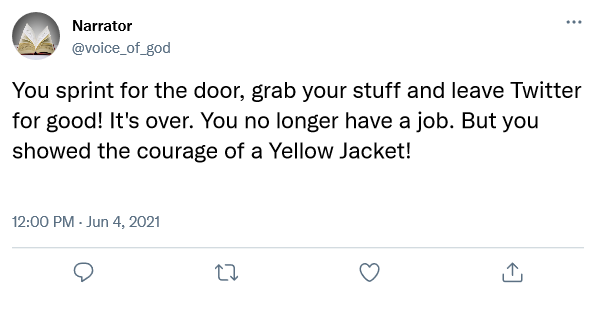 Narrator
@voice_of_god
You sprint for the door, grab your stuff and leave Twitter
for good! It's over. You no longer have a job. But you
showed the courage of a Yellow Jacket!
12:00 PM · Jun 4, 2021